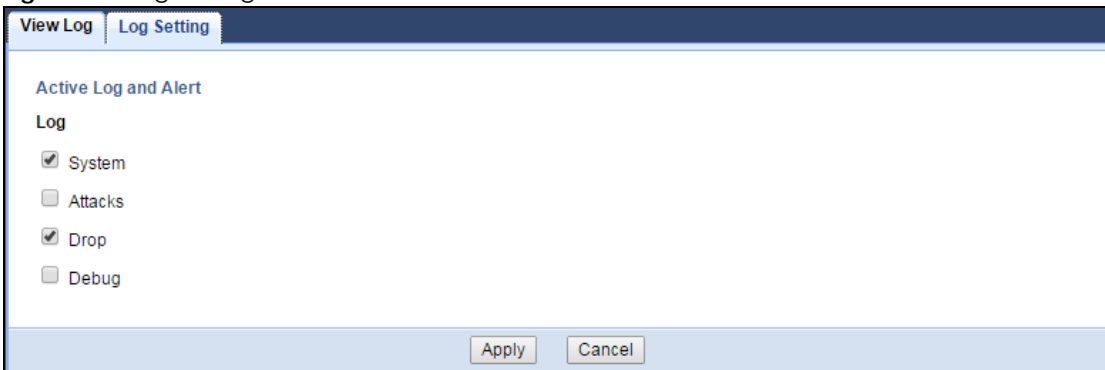 View Log Log Setting
Active Log and Alert
Log
System
Attacks
Drop
Debug
Apply Cancel